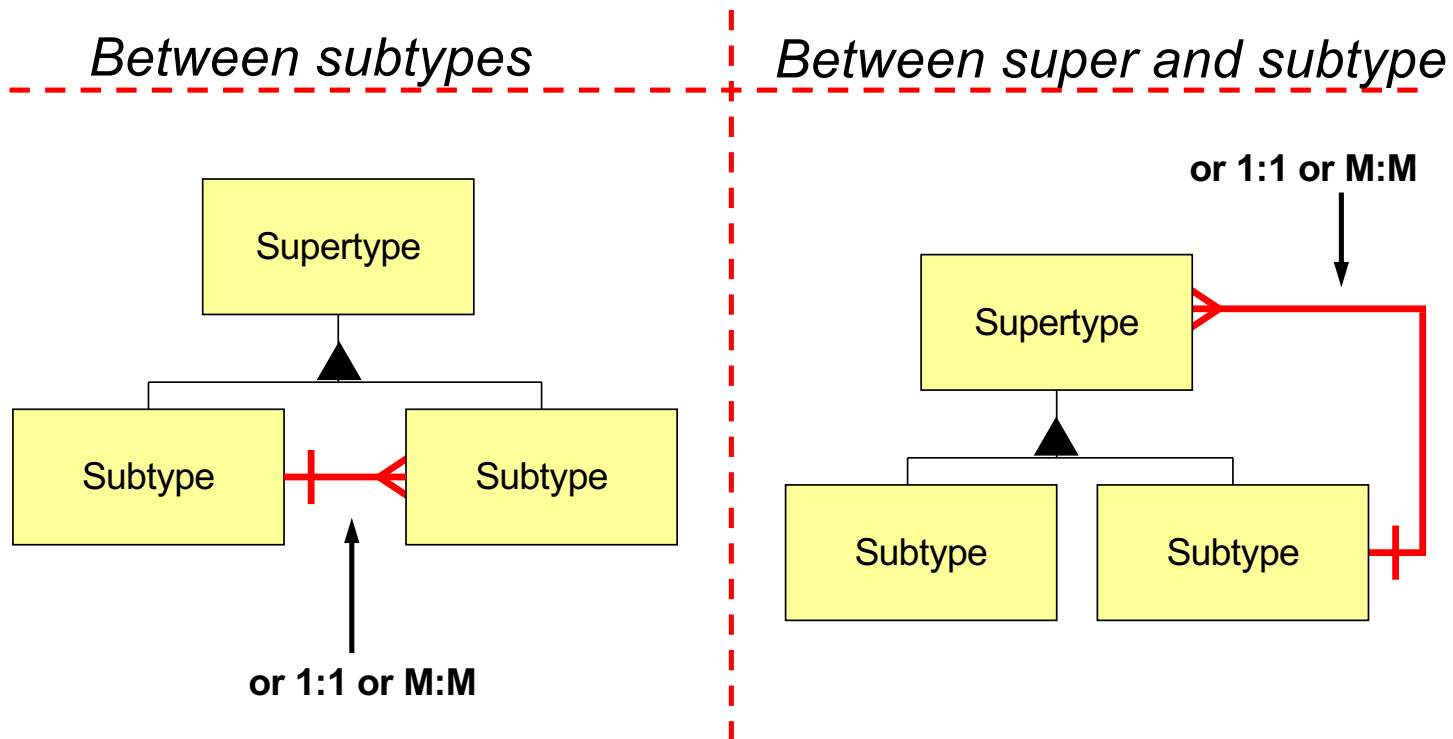 Between subtypes
Supertype
Subtype
Subtype
or 1:1 or M:M
Between super and subtype
or 1:1 or M:M
Supertype
Subtype
Subtype